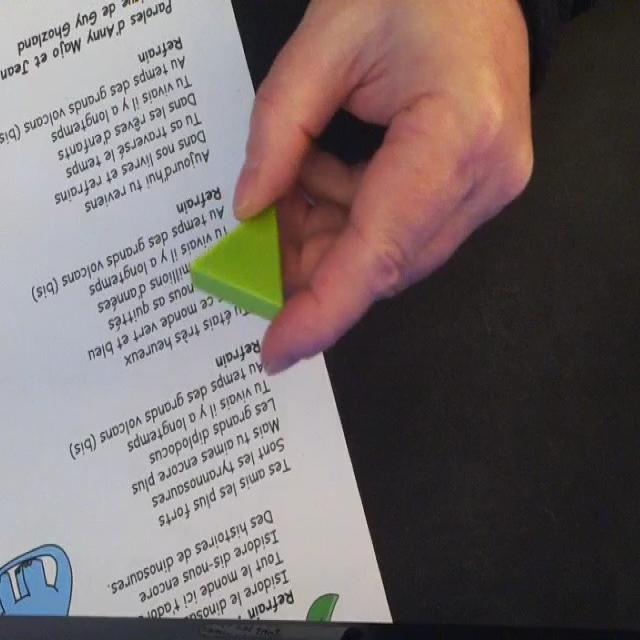 Refrain
Isidore le dinosau
Tout le monde ici t'ador
Isidore dis-nous encore
Des histoires de dinosaures.
Tes amis les plus forts
Sont les tyrannosaures
Mais tu aimes encore plus
Les grands diplodocus
Tu vivais il y a longtemps
Au temps des grands volcans (bis)
Refrain
Tu étais très heureux
ce monde vert et bleu
nous as quittés
millions d'années
Tu vivais il y a longtemps
Au temps des grands volcans (bis)
Refrain
Aujourd'hui tu reviens
Dans nos livres et refrains
Tu as traversé le temps
Dans les rêves d'enfants
Tu vivais il y a longtemps
Au temps des grands volcans (bis
Refrain
Paroles d'Anny Majo et Jean
que de Guy Ghozland